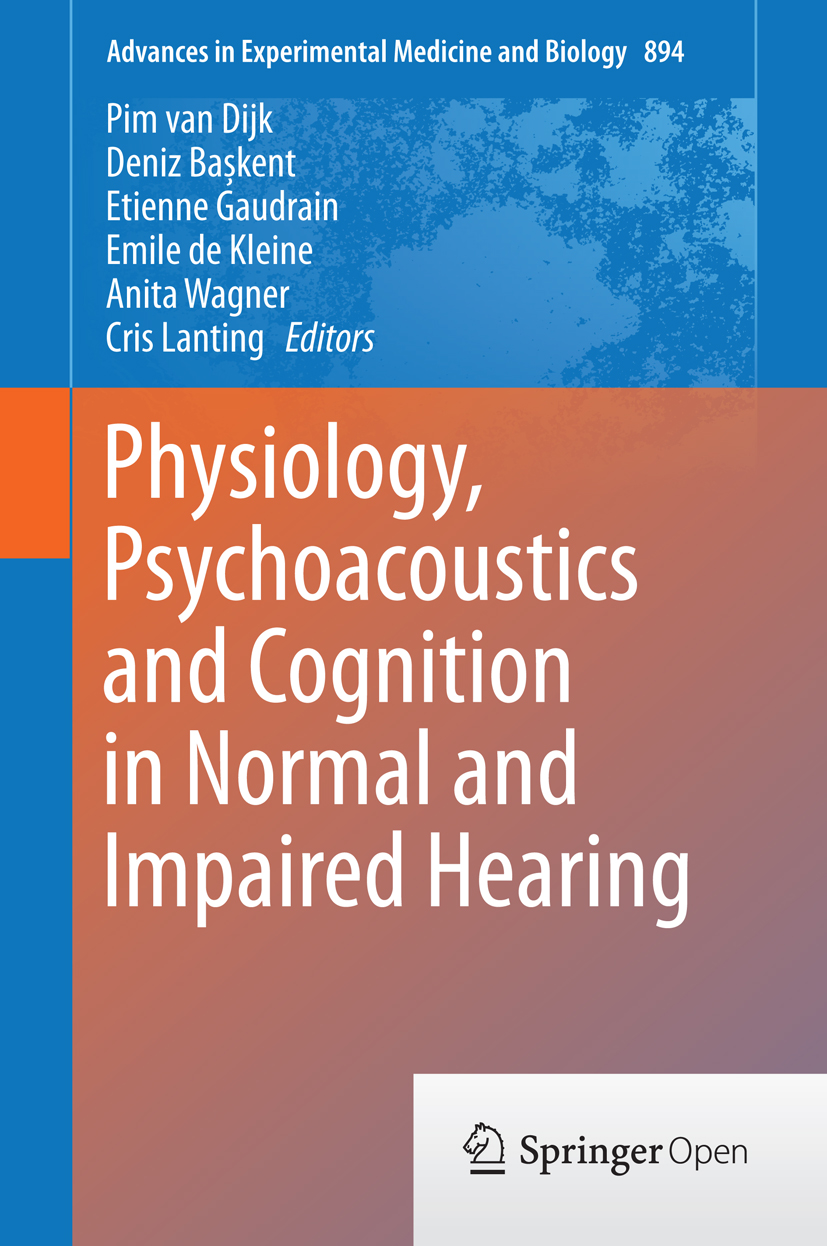 Advances in Experimental Medicine and Biology 894
Pim van Dijk
Deniz Başkent
Etienne Gaudrain
Emile de Kleine
Anita Wagner
Cris Lanting Editors
Physiology,
Psychoacoustics
and Cognition
in Normal and
Impaired Hearing
Springer Open